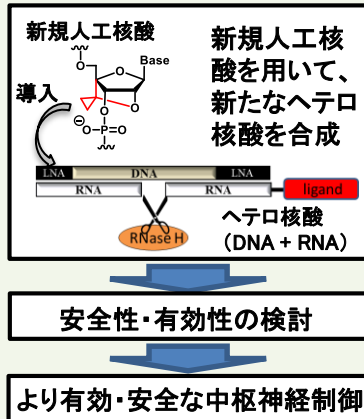 新規人工核酸
Base
O
O
O
O
⊖O–P=O
導入
新規人工核
酸を用いて、
新たなヘテロ
核酸を合成
LNA DNA LNA
RNA RNA ligand
RNase H
ヘテロ核酸
(DNA + RNA)
安全性・有効性の検討
より有効・安全な中枢神経制御